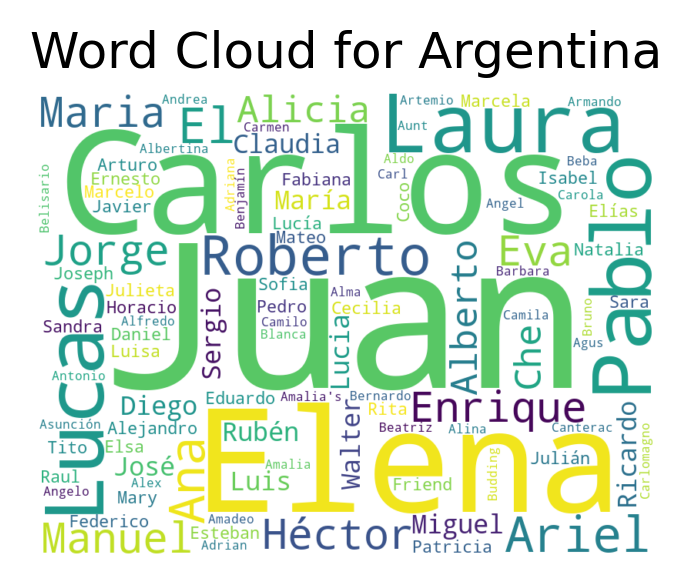 Word Cloud for Argentina
Maria
Andrea
El
Alicia
Carmen
Laura
Artemio
Marcela
Armando
Aunt
Carlos
Albertina
Claudia
Arturo
Ernesto
Marcelo
Javier
Belisario
Adriana
Benjamín
Fabiana
María
Lucía
Mateo
Aldo
Carl
Coco
Angel
Beba
Isabel
Carola
Elías
Pablo
Jorge
Joseph
Roberto
Eva
Natalia
Barbara
Juan
Julieta
Horacio
Sandra
Alfredo
Daniel
Luisa
Antonio
Lucas
Sergio
Sofia
Pedro
Camilo
Blanca
Alma
Cecilia
Lucia
Alberto
Camila
Che
Bruno
Sara
Agus
Diego
Eduardo
Amalia's
Bernardo
Rita
Enrique
Beatriz
Alina
Canterac
Asunción
Alejandro
Tito
Elsa
Raul
José
Angelo
Alex
Mary
Ana
Elena
Rubén
Amalia
Luis
Walter
Friend
Budding
Julián
Ricardo
Carlomagno
Federico
Manuel
Amadeo
Esteban
Adrian
Héctor
Miguel
Patricia
Ariel